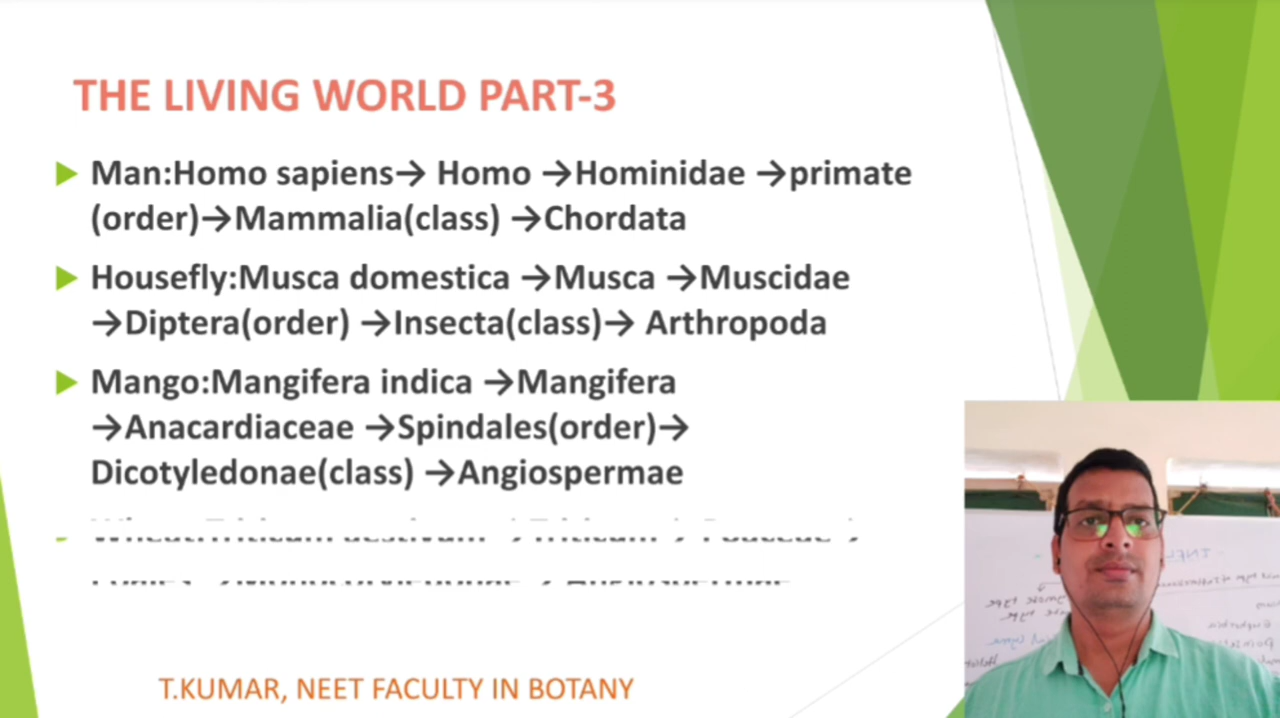 THE LIVING WORLD PART-3
Man:Homo sapiens→ Homo →Hominidae →primate
(order)→Mammalia(class) →Chordata
Housefly:Musca domestica →Musca →Muscidae
→Diptera(order) →Insecta(class)→ Arthropoda
Mango:Mangifera indica →Mangifera
→Anacardiaceae →Spindales(order)→
Dicotyledonae(class) →Angiospermae
T.KUMAR, NEET FACULTY IN BOTANY